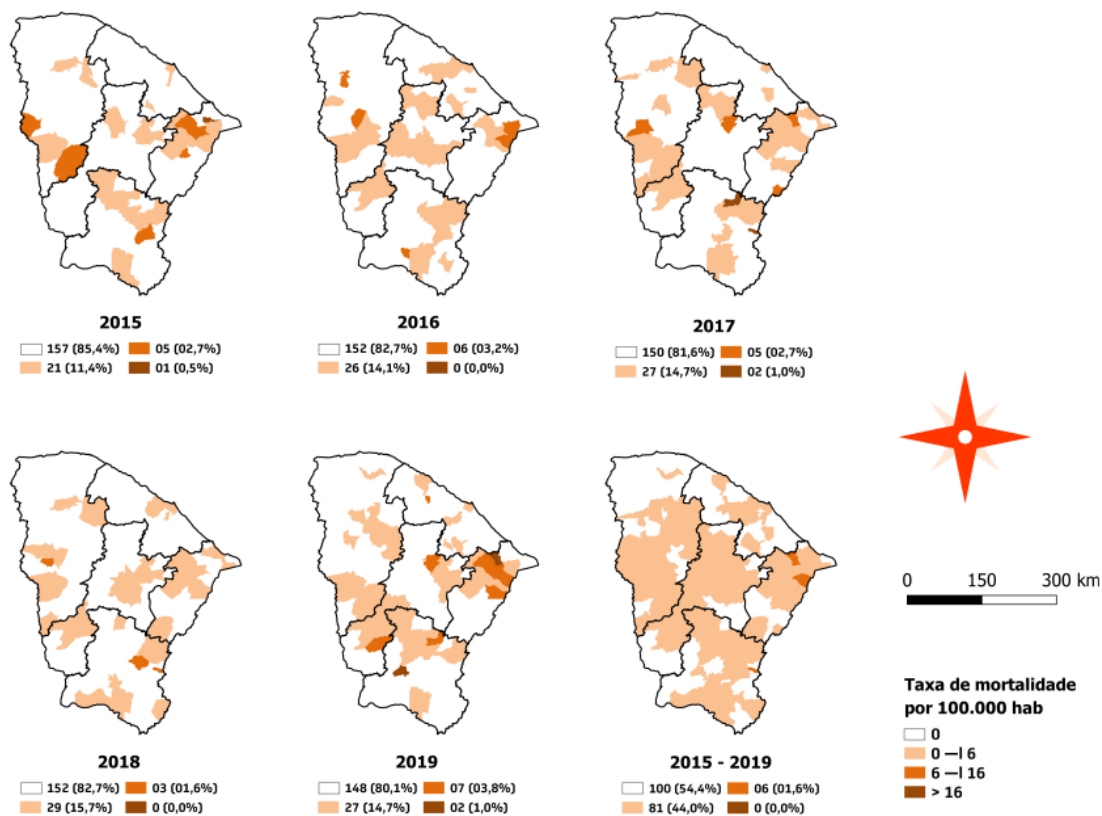 2015
157 (85,4%) 05 (02,7%)
21 (11,4%) 01 (0,5%)
2016
152 (82,7%) 06 (03,2%)
26 (14,1%) 0 (0,0%)
2017
150 (81,6%) 05 (02,7%)
27 (14,7%) 02 (1,0%)
0 150 300 km
2018
152 (82,7%) 03 (01,6%)
29 (15,7%) 0 (0,0%)
2019
148 (80,1%) 07 (03,8%)
27 (14,7%) 02 (1,0%)
2015 - 2019
100 (54,4%) 06 (01,6%)
81 (44,0%) 0 (0,0%)
Taxa de mortalidade
por 100.000 hab
0
0 —l 6
6 —l 16
> 16